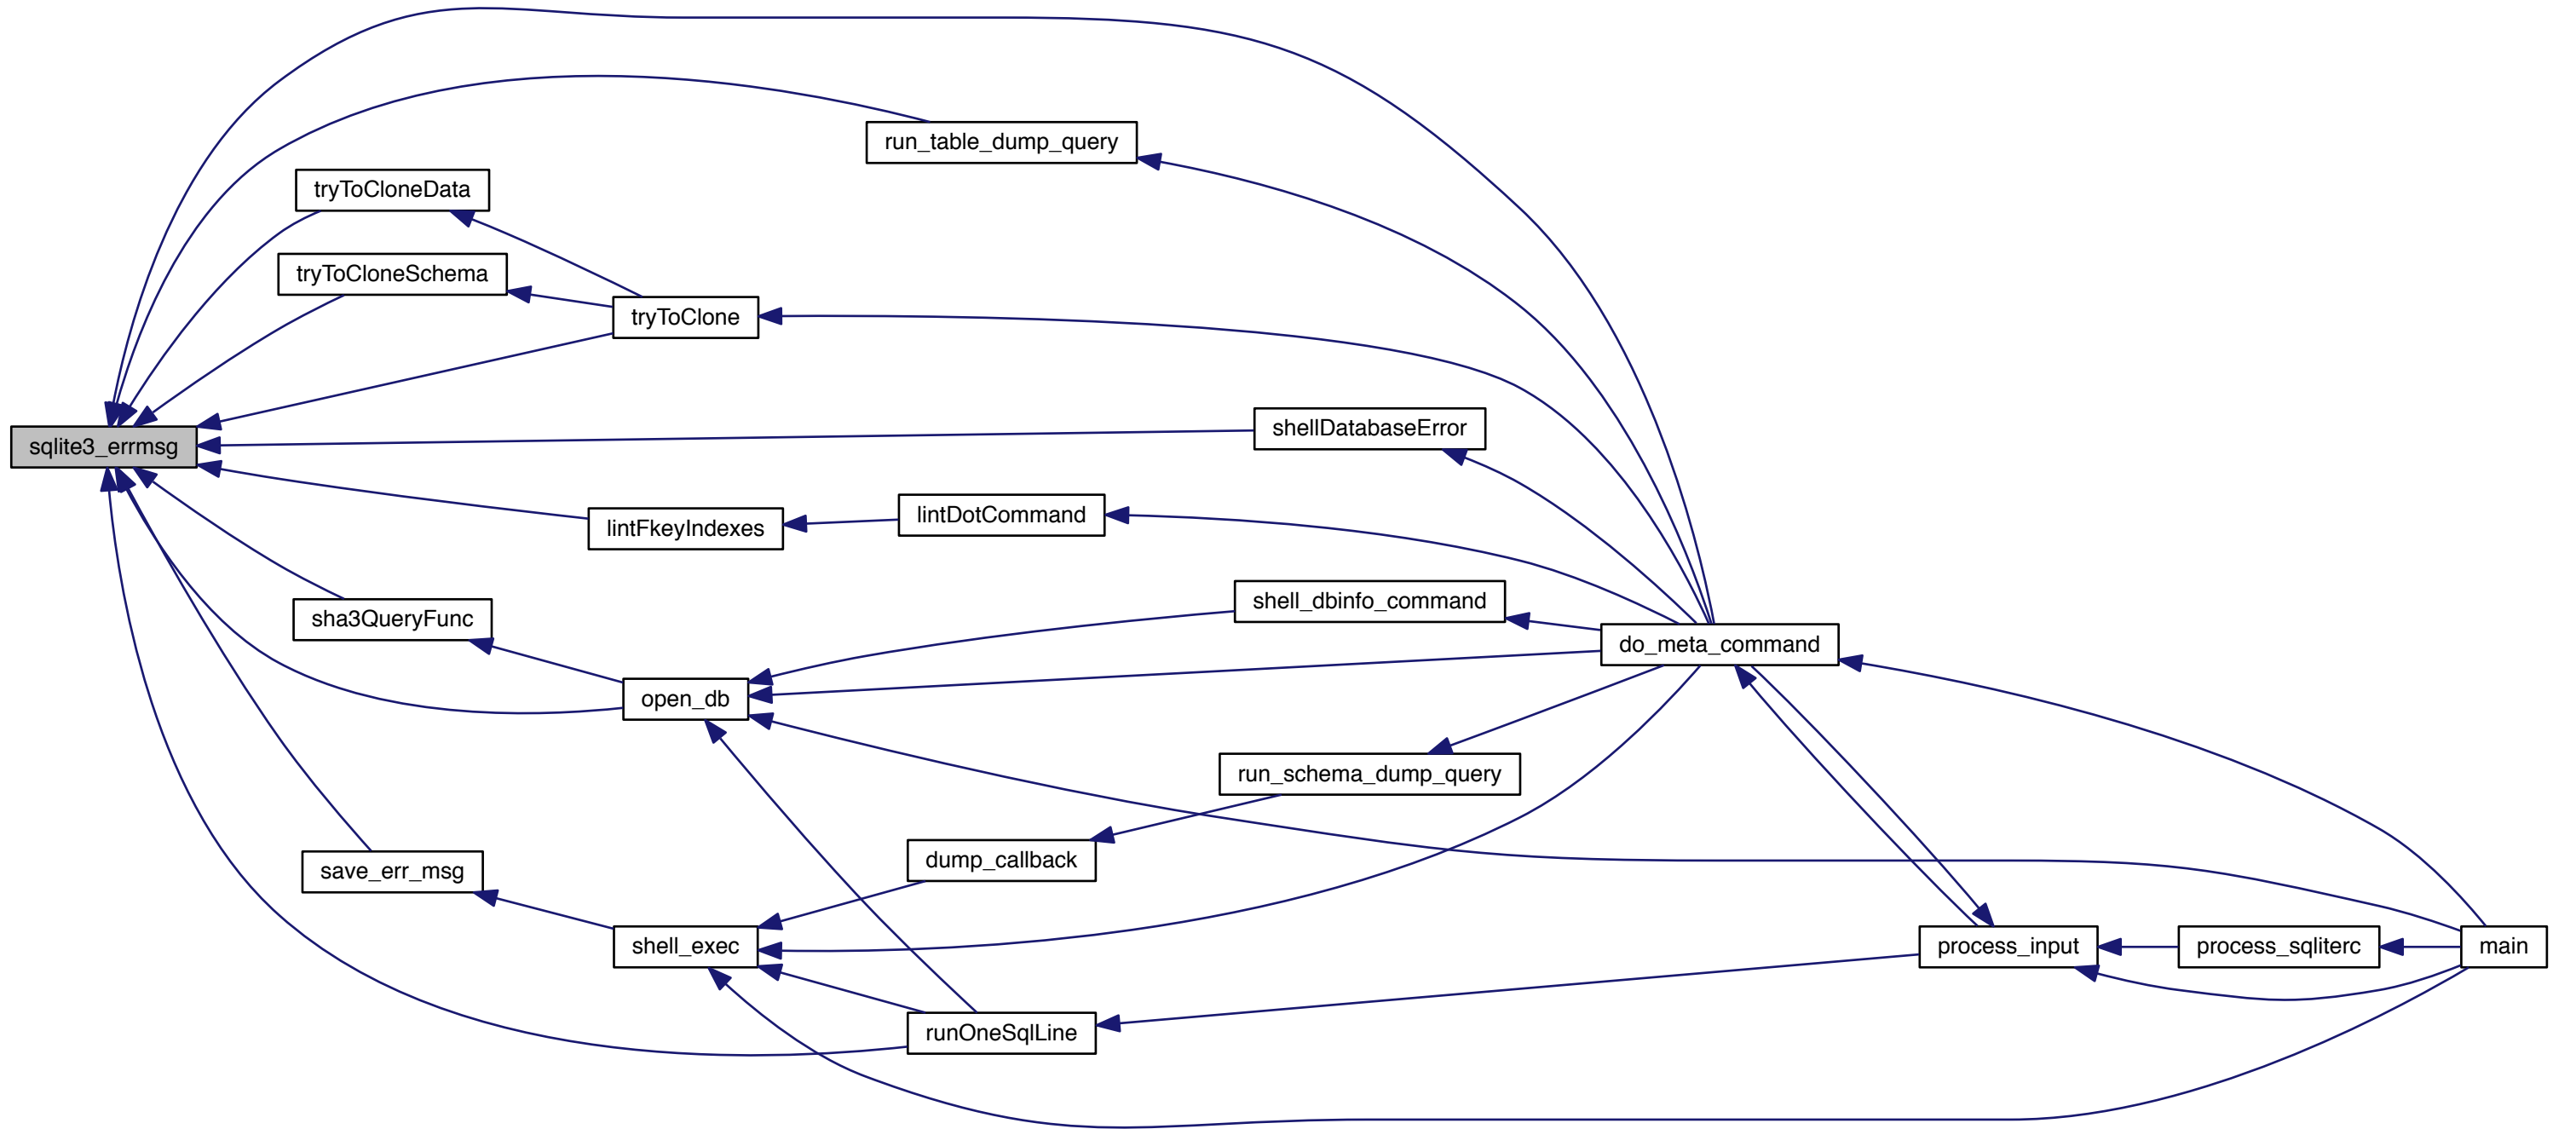 run_table_dump_query
tryToCloneData
tryToCloneSchema
tryToClone
shellDatabaseError
sqlite3_errmsg
lintFkeyIndexes
lintDotCommand
shell_dbinfo_command
sha3QueryFunc
do_meta_command
open_db
run_schema_dump_query
dump_callback
save_err_msg
shell_exec
process_input
process_sqliterc
main
runOneSqlLine